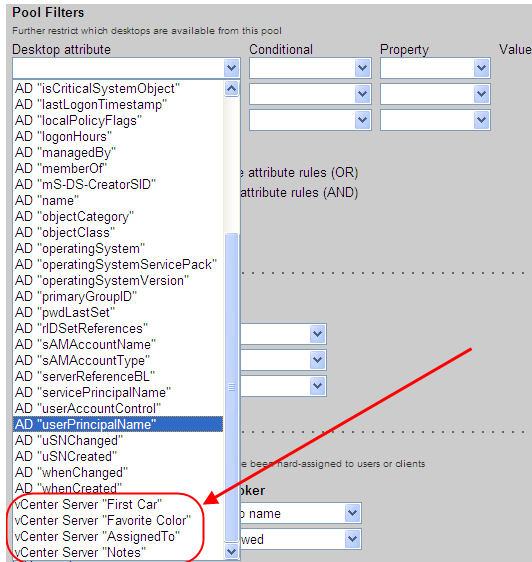 Pool Filters
Further restrict which desktops are available from this pool
Desktop attribute Conditional Property Value
AD "isCriticalSystemObject"
AD "lastLogonTimestamp"
AD "localPolicyFlags"
AD "logonHours"
AD "managedBy"
AD "memberOf" attribute rules (OR)
AD "mS-DS-CreatorSID" attribute rules (AND)
AD "name"
AD "objectCategory"
AD "objectClass"
AD "operatingSystem"
AD "operatingSystemServicePack"
AD "operatingSystemVersion"
AD "primaryGroupID"
AD "pwdLastSet"
AD "rIDSetReferences"
AD "sAMAccountName"
AD "sAMAccountType"
AD "serverReferenceBL"
AD "servicePrincipalName"
AD "userAccountControl"
AD "userPrincipalName"
AD "uSNChanged"
AD "uSNCreated" been hard-assigned to users or clients
AD "whenChanged"
AD "whenCreated" oker
vCenter Server "First Car"
vCenter Server "Favorite Color" name
vCenter Server "AssignedTo"
vCenter Server "Notes" wed